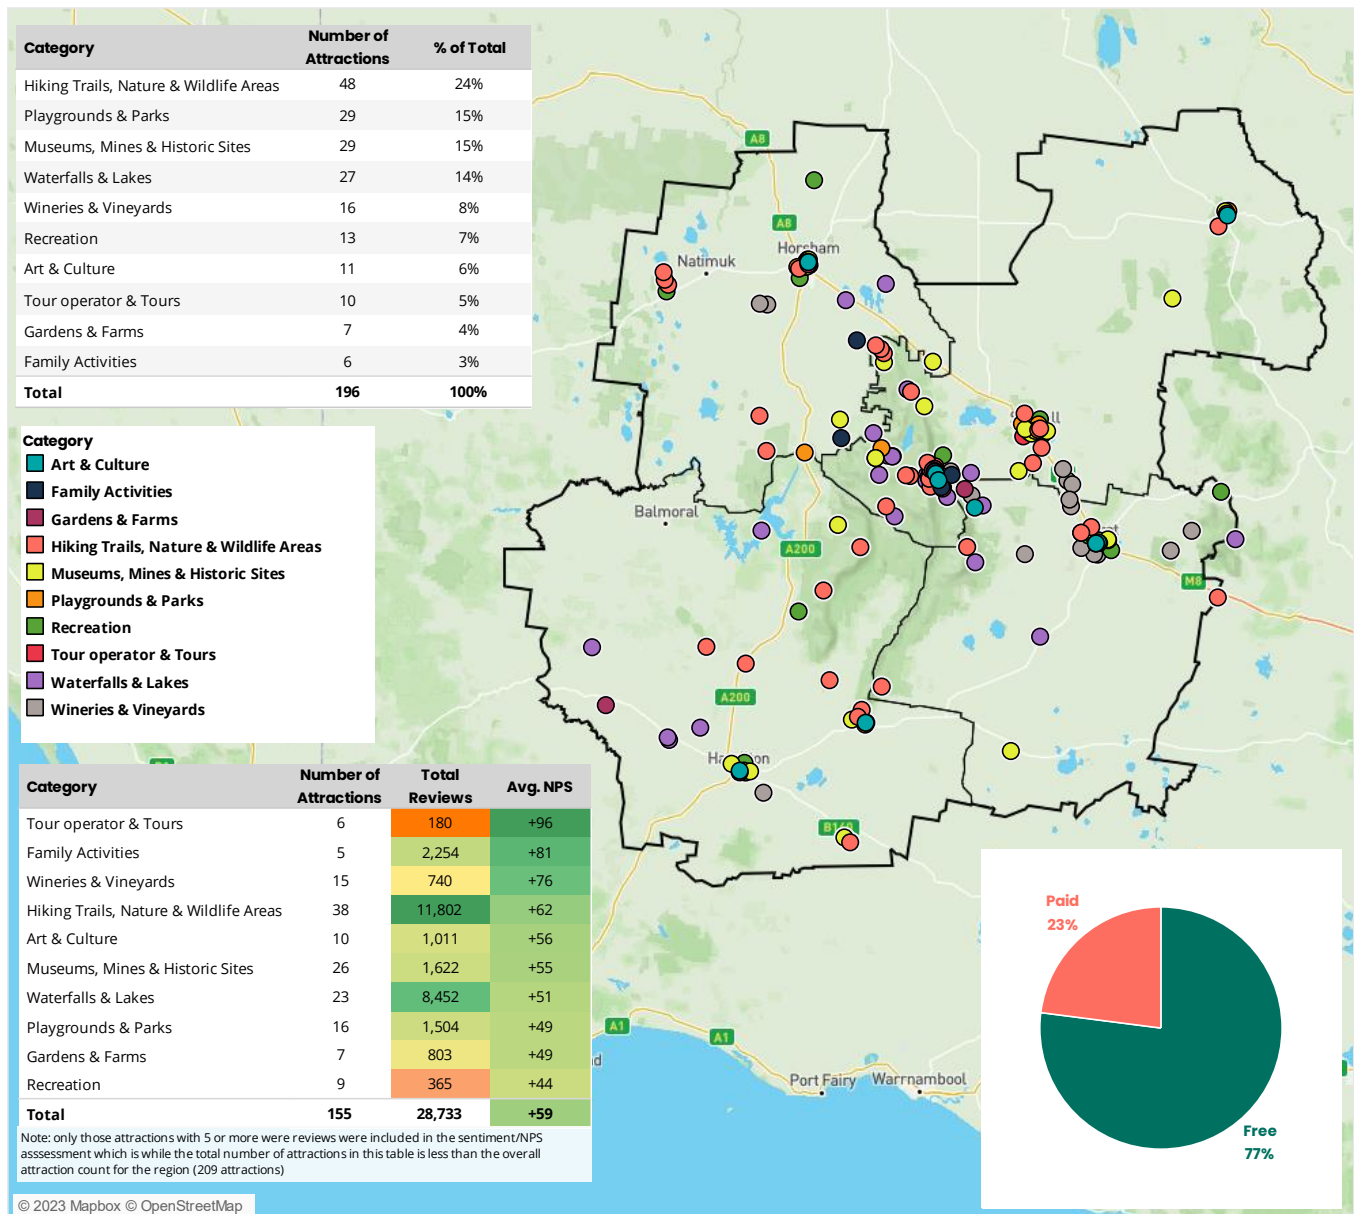 Category Number of Attractions % of Total
Hiking Trails, Nature & Wildlife Areas 48 24%
Playgrounds & Parks 29 15%
Museums, Mines & Historic Sites 29 15%
Waterfalls & Lakes 27 14%
Wineries & Vineyards 16 8%
Recreation 13 7%
Art & Culture 11 6%
Tour operator & Tours 10 5%
Gardens & Farms 7 4%
Family Activities 6 3%
Total 196 100%
Category
Art & Culture
Family Activities
Gardens & Farms
Hiking Trails, Nature & Wildlife Areas
Museums, Mines & Historic Sites
Playgrounds & Parks
Recreation
Tour operator & Tours
Waterfalls & Lakes
Wineries & Vineyards
A8
A8
Horsham
Natimuk
Balmoral
A200
M8
A200
Category Number of Attractions Total Reviews Avg. NPS
Tour operator & Tours 6 180 +96
Family Activities 5 2,254 +81
Wineries & Vineyards 15 740 +76
Hiking Trails, Nature & Wildlife Areas 38 11,802 +62
Art & Culture 10 1,011 +56
Museums, Mines & Historic Sites 26 1,622 +55
Waterfalls & Lakes 23 8,452 +51
Playgrounds & Parks 16 1,504 +49
Gardens & Farms 7 803 +49
Recreation 9 365 +44
Total 155 28,733 +59
Note: only those attractions with 5 or more were reviews were included in the sentiment/NPS
asssessment which is while the total number of attractions in this table is less than the overall
attraction count for the region (209 attractions)
A1
A1
Port Fairy
Warrnambool
Paid
23%
Free
77%
© 2023 Mapbox © OpenStreetMap